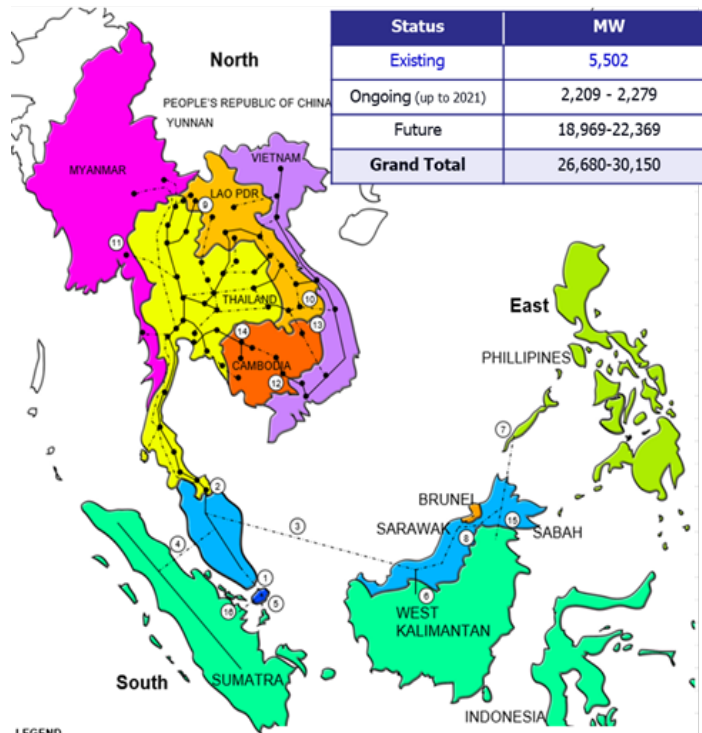 Status MW
Existing 5,502
Ongoing (up to 2021) 2,209 - 2,279
Future 18,969-22,369
Grand Total 26,680-30,150
North
PEOPLE'S REPUBLIC OF CHINA
YUNNAN
VIETNAM
MYANMAR
LAO PDR
9
11
THAILAND
10
East
14
13
CAMBODIA
PHILLIPINES
12
7
2
BRUNEI
3
SARAWAK
15
SABAH
8
4
1
6
16
5
WEST
KALIMANTAN
South
SUMATRA
INDONESIA
LEGEND